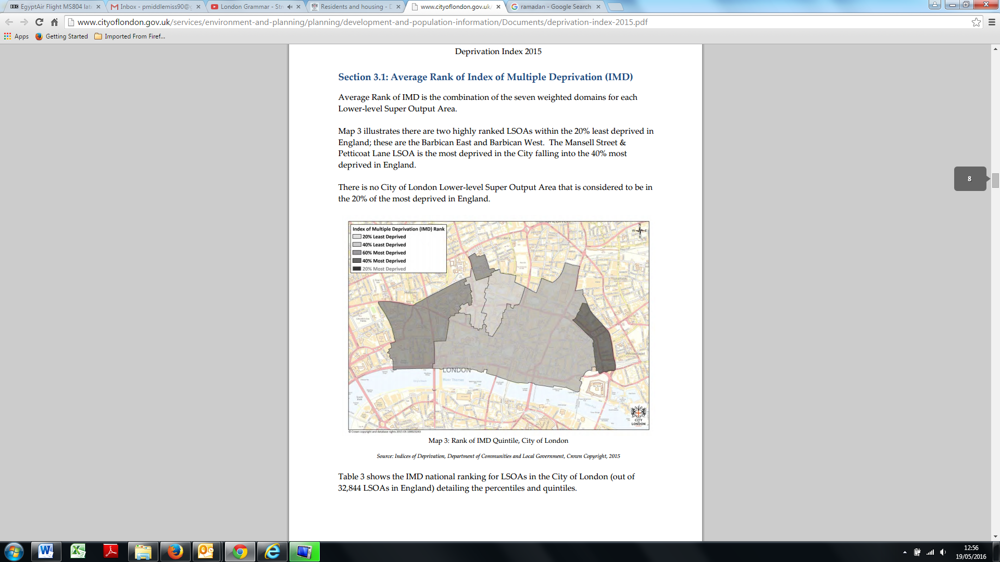 EgyptAir Flight MS804 lat
Inbox - pmiddlemiss90@g
London Grammar - Str
Residents and housing - D
www.cityoflondon.gov.uk/
ramadan - Google Search
www.cityoflondon.gov.uk/services/environment-and-planning/planning/development-and-population-information/Documents/deprivation-index-2015.pdf
Apps
Getting Started
Imported From Firef...
Deprivation Index 2015
Section 3.1: Average Rank of Index of Multiple Deprivation (IMD)
Average Rank of IMD is the combination of the seven weighted domains for each
Lower-level Super Output Area.
Map 3 illustrates there are two highly ranked LSOAs within the 20% least deprived in
England; these are the Barbican East and Barbican West. The Mansell Street &
Petticoat Lane LSOA is the most deprived in the City falling into the 40% most
deprived in England.
There is no City of London Lower-level Super Output Area that is considered to be in
the 20% of the most deprived in England.
8
Index of Multiple Deprivation (IMD) Rank
20% Least Deprived
40% Least Deprived
60% Most Deprived
40% Most Deprived
20% Most Deprived
N
W E
S
St Luke's
Holborn
Whitechapel
LONDON
River Thames
CITY
LONDON
© Crown copyright and database rights 2015 OS 100023243
Map 3: Rank of IMD Quintile, City of London
Source: Indices of Deprivation, Department of Communities and Local Government, Crown Copyright, 2015
Table 3 shows the IMD national ranking for LSOAs in the City of London (out of
32,844 LSOAs in England) detailing the percentiles and quintiles.
12:56
19/05/2016